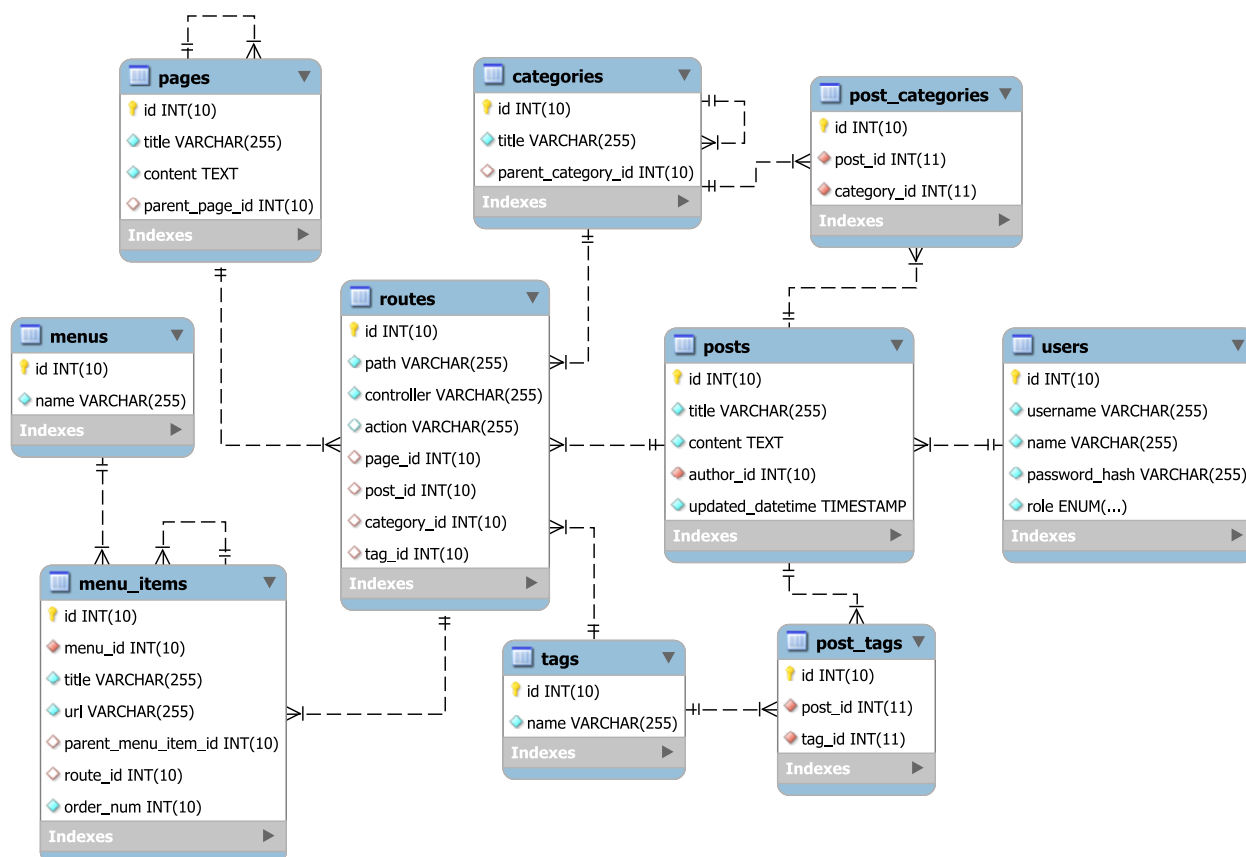 pages
id INT(10)
title VARCHAR(255)
content TEXT
parent_page_id INT(10)
Indexes
categories
id INT(10)
title VARCHAR(255)
parent_category_id INT(10)
Indexes
post_categories
id INT(10)
post_id INT(11)
category_id INT(11)
Indexes
menus
id INT(10)
name VARCHAR(255)
Indexes
routes
id INT(10)
path VARCHAR(255)
controller VARCHAR(255)
action VARCHAR(255)
page_id INT(10)
post_id INT(10)
category_id INT(10)
tag_id INT(10)
Indexes
posts
id INT(10)
title VARCHAR(255)
content TEXT
author_id INT(10)
updated_datetime TIMESTAMP
Indexes
users
id INT(10)
username VARCHAR(255)
name VARCHAR(255)
password_hash VARCHAR(255)
role ENUM(...)
Indexes
menu_items
id INT(10)
menu_id INT(10)
title VARCHAR(255)
url VARCHAR(255)
parent_menu_item_id INT(10)
route_id INT(10)
order_num INT(10)
Indexes
tags
id INT(10)
name VARCHAR(255)
Indexes
post_tags
id INT(10)
post_id INT(11)
tag_id INT(11)
Indexes